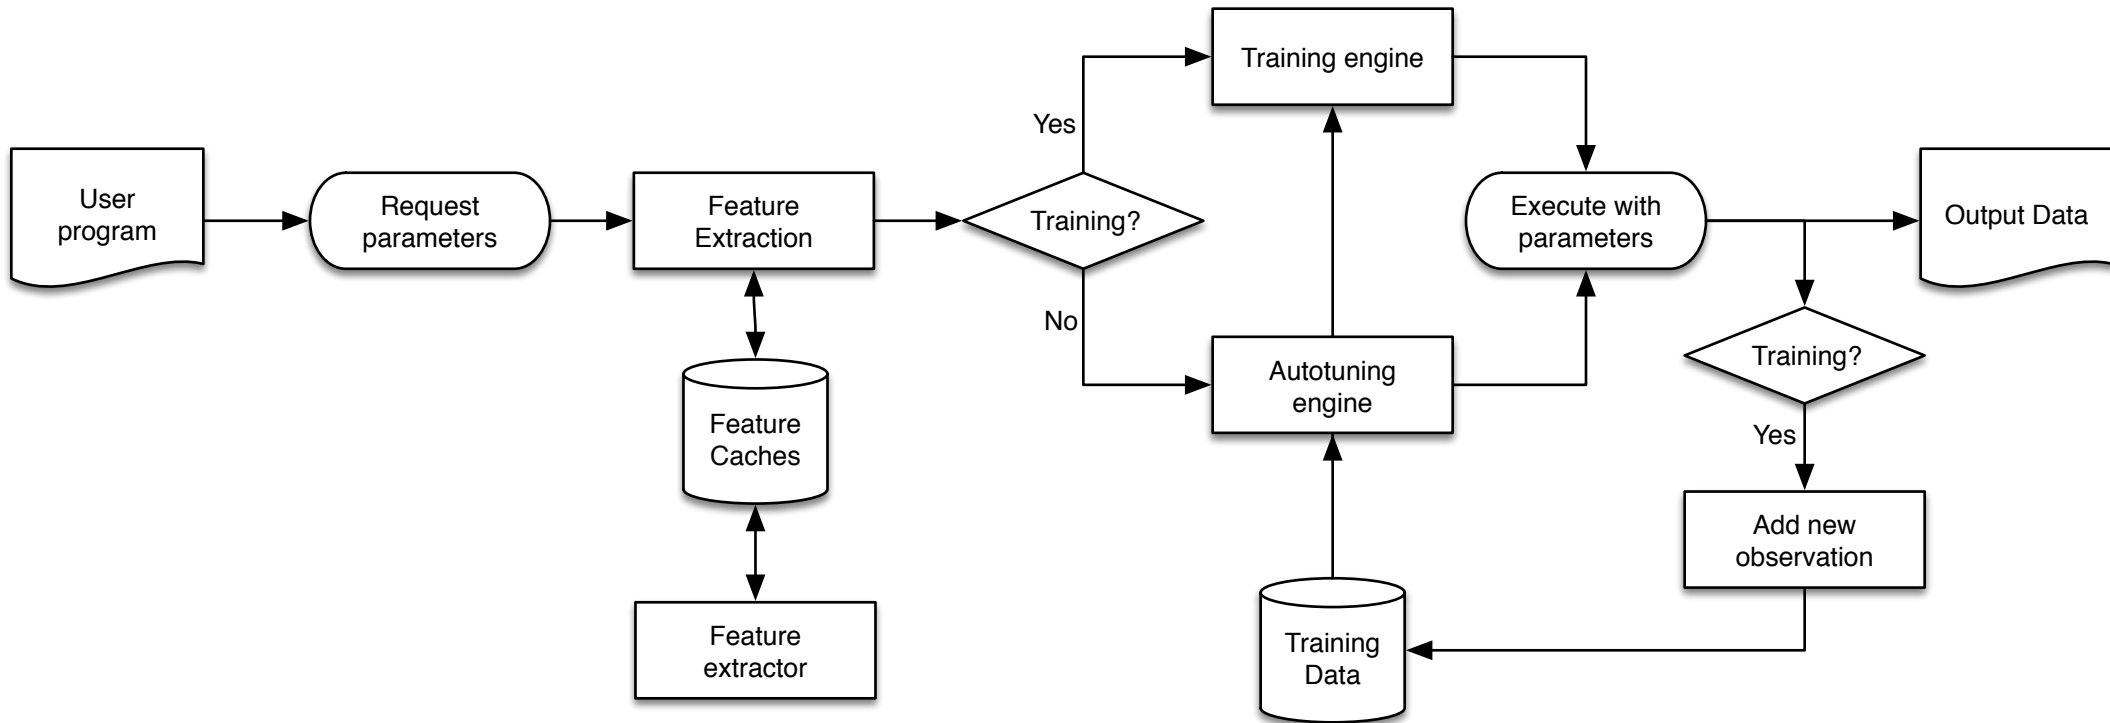 User
program
Request
parameters
Feature
Extraction
Feature
Caches
Feature
extractor
Training?
Yes
No
Training engine
Autotuning
engine
Training
Data
Execute with
parameters
Output Data
Training?
Yes
Add new
observation